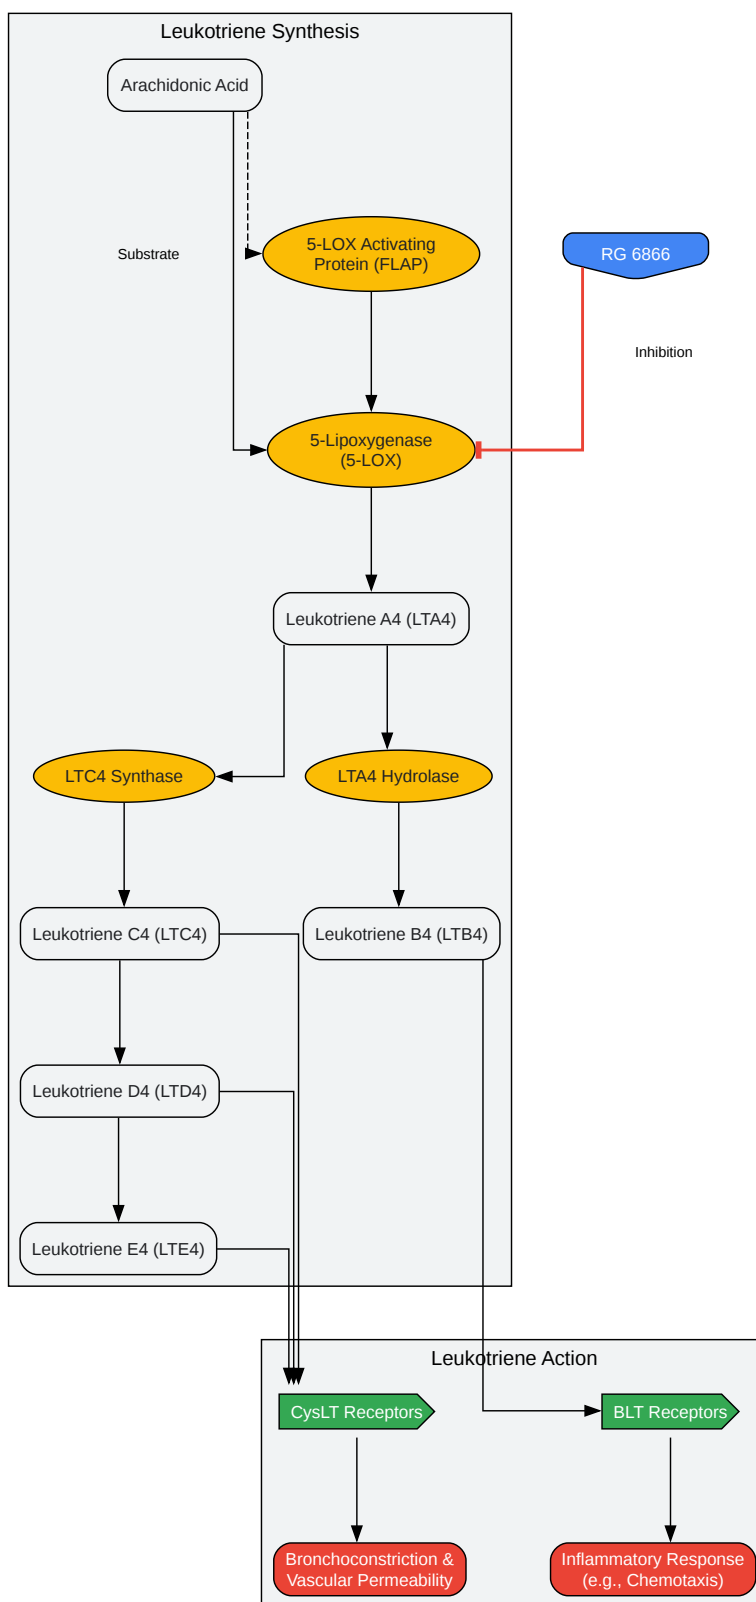 Leukotriene Synthesis
Arachidonic Acid
Substrate
5-LOX Activating
Protein (FLAP)
RG 6866
Inhibition
5-Lipoxygenase
(5-LOX)
Leukotriene A4 (LTA4)
LTC4 Synthase
LTA4 Hydrolase
Leukotriene C4 (LTC4)
Leukotriene B4 (LTB4)
Leukotriene D4 (LTD4)
Leukotriene E4 (LTE4)
Leukotriene Action
CysLT Receptors
BLT Receptors
Bronchoconstriction &
Vascular Permeability
Inflammatory Response
(e.g., Chemotaxis)